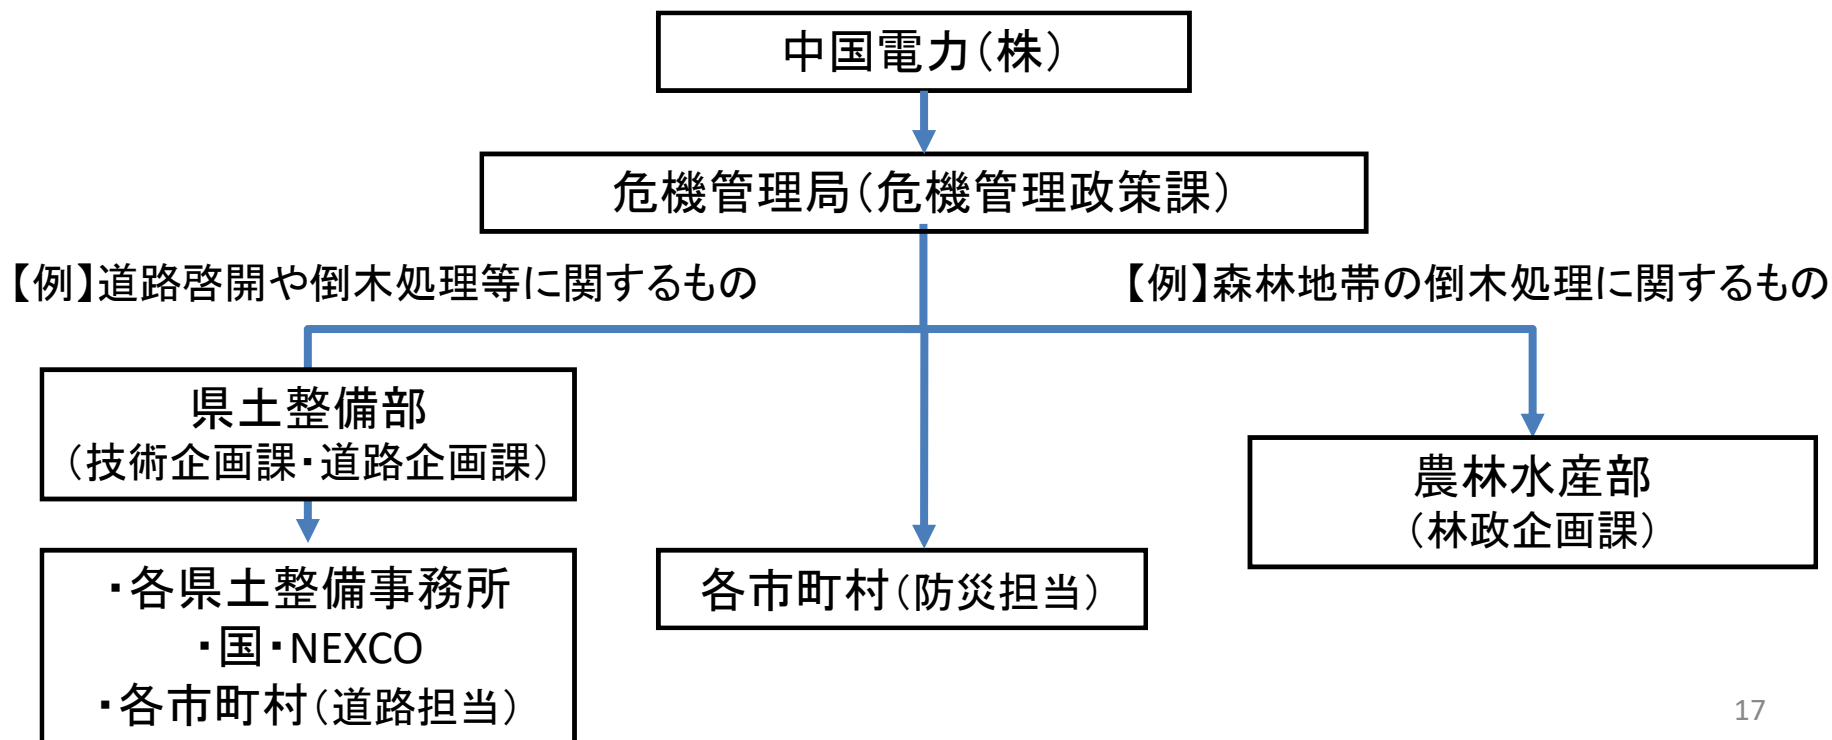 中国電力(株)
危機管理局(危機管理政策課)
【例】道路啓開や倒木処理等に関するもの
【例】森林地帯の倒木処理に関するもの
県土整備部
(技術企画課・道路企画課)
農林水産部
(林政企画課)
・各県土整備事務所
・国・NEXCO
・各市町村(道路担当)
各市町村(防災担当)
17